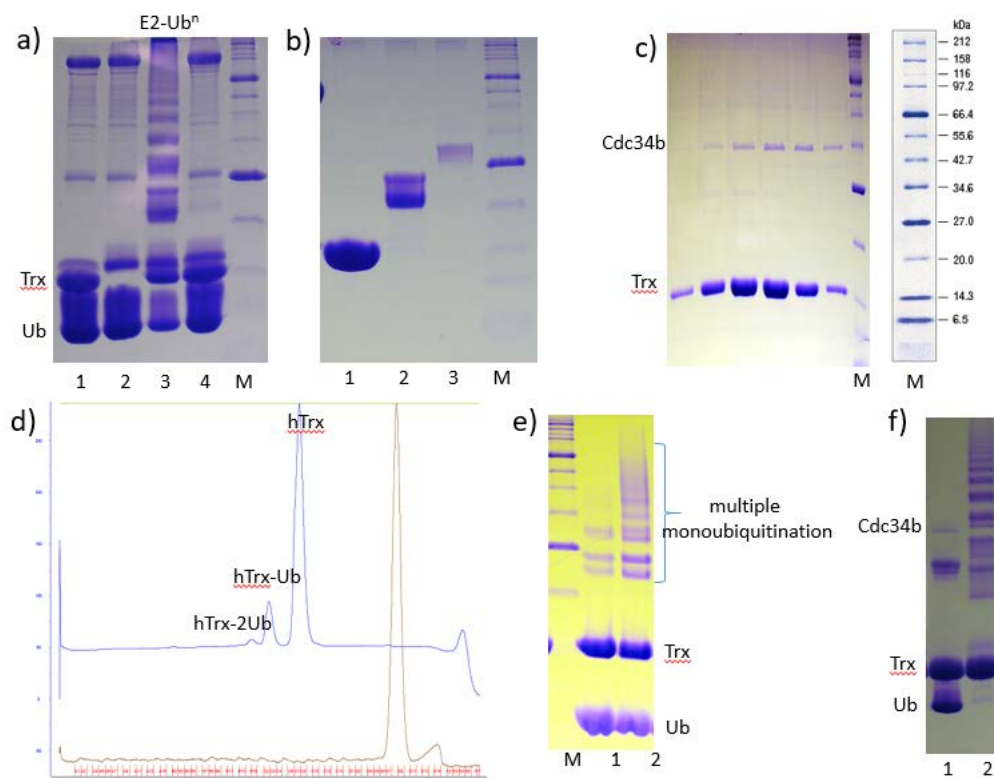 E2-Ubⁿ
a)
Trx
Ub
1 2 3 4 M
b)
1 2 3 M
c)
Cdc34b
Trx
M
kDa
212
158
116
97.2
66.4
55.6
42.7
34.6
27.0
20.0
14.3
6.5
M
d)
hTrx
hTrx-Ub
hTrx-2Ub
e)
multiple
monoubiquitination
Trx
Ub
M 1 2
f)
Cdc34b
Trx
Ub
1 2